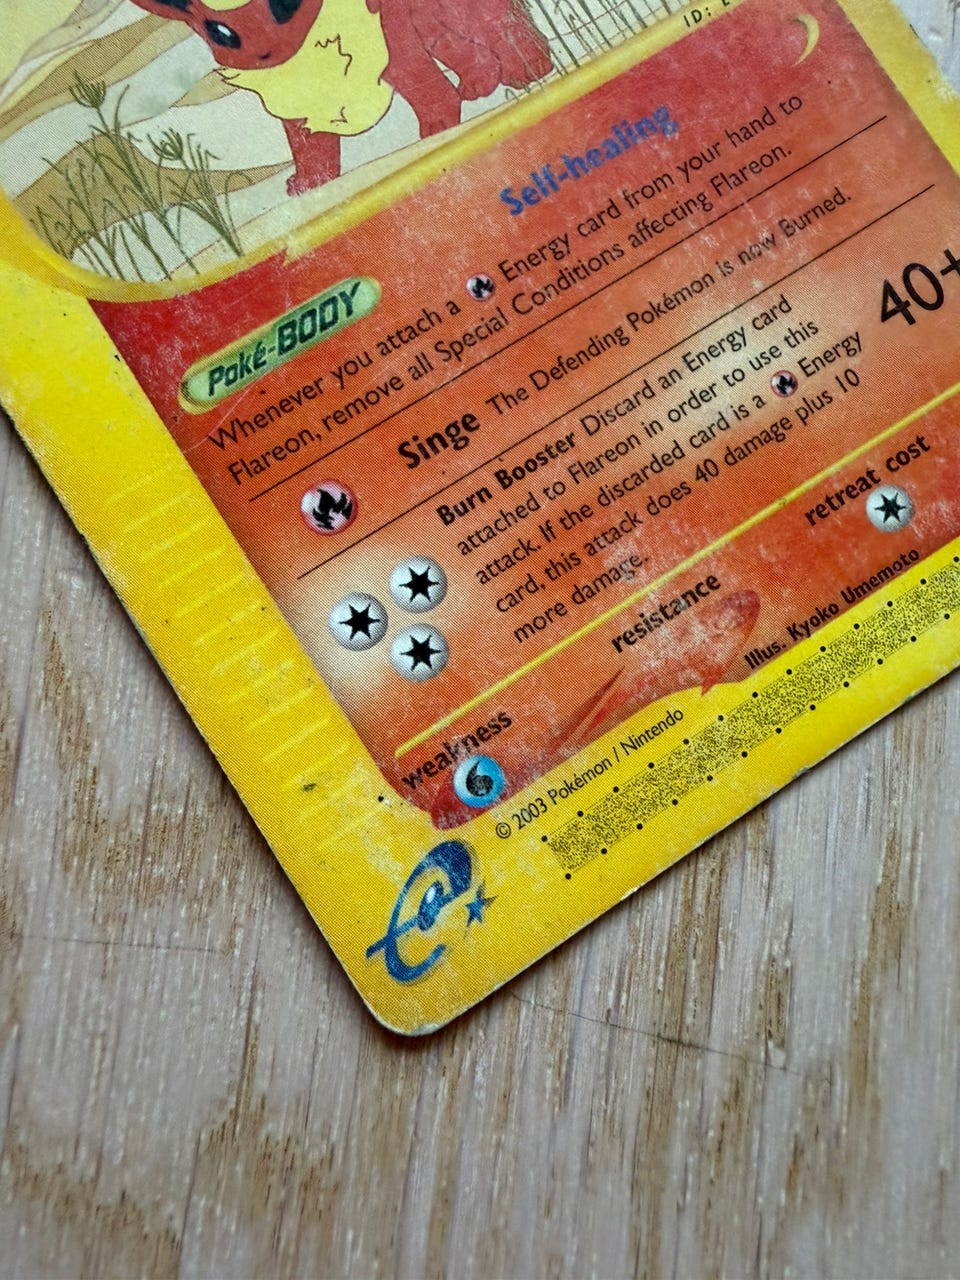 ID: E
Self-healing
Poké-BODY
Whenever you attach a Energy card from your hand to
Flareon, remove all Special Conditions affecting Flareon.
Singe The Defending Pokémon is now Burned.
Burn Booster Discard an Energy card
attached to Flareon in order to use this
attack. If the discarded card is a Energy
card, this attack does 40 damage plus 10
more damage.
40+
weakness
resistance
retreat cost
Illus. Kyoko Umemoto
© 2003 Pokémon / Nintendo
e